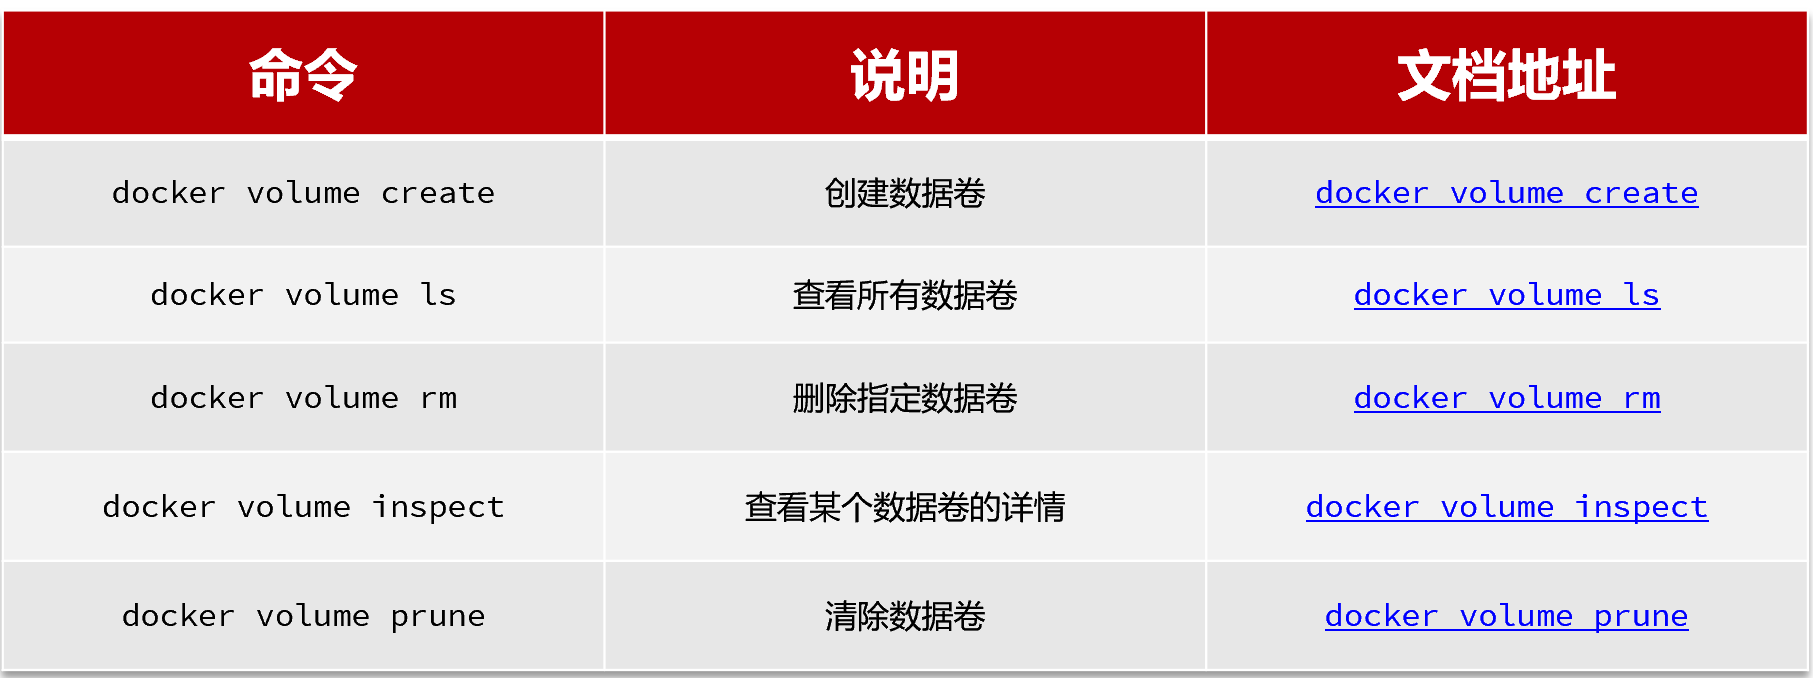 命令 说明 文档地址
docker volume create 创建数据卷 docker volume create
docker volume ls 查看所有数据卷 docker volume ls
docker volume rm 删除指定数据卷 docker volume rm
docker volume inspect 查看某个数据卷的详情 docker volume inspect
docker volume prune 清除数据卷 docker volume prune